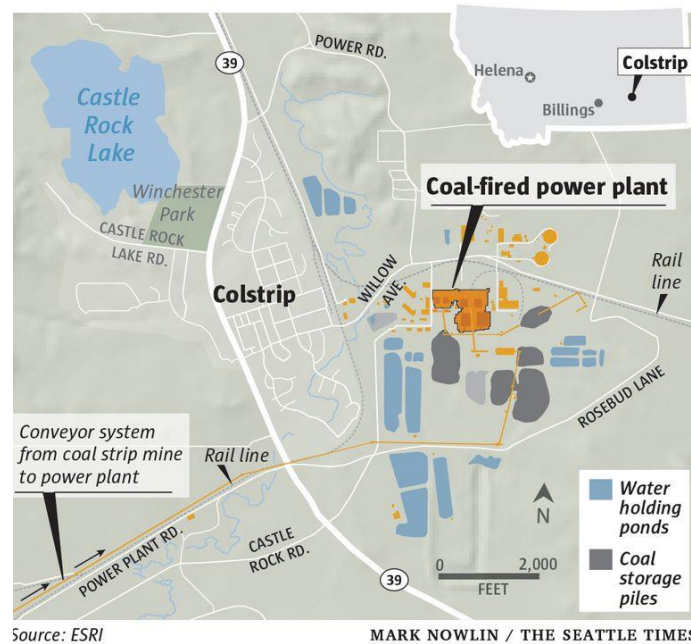 39
POWER RD.
Helena
Billings
Colstrip
Castle
Rock
Lake
Winchester
Park
CASTLE ROCK
LAKE RD.
Coal-fired power plant
WILLOW
AVE.
Rail
line
Colstrip
ROSEBUD LANE
Conveyor system
from coal strip mine
to power plant
Rail line
POWER PLANT RD.
CASTLE
ROCK RD.
39
N
0 2,000
FEET
Water
holding
ponds
Coal
storage
piles
Source: ESRI
MARK NOWLIN / THE SEATTLE TIMES